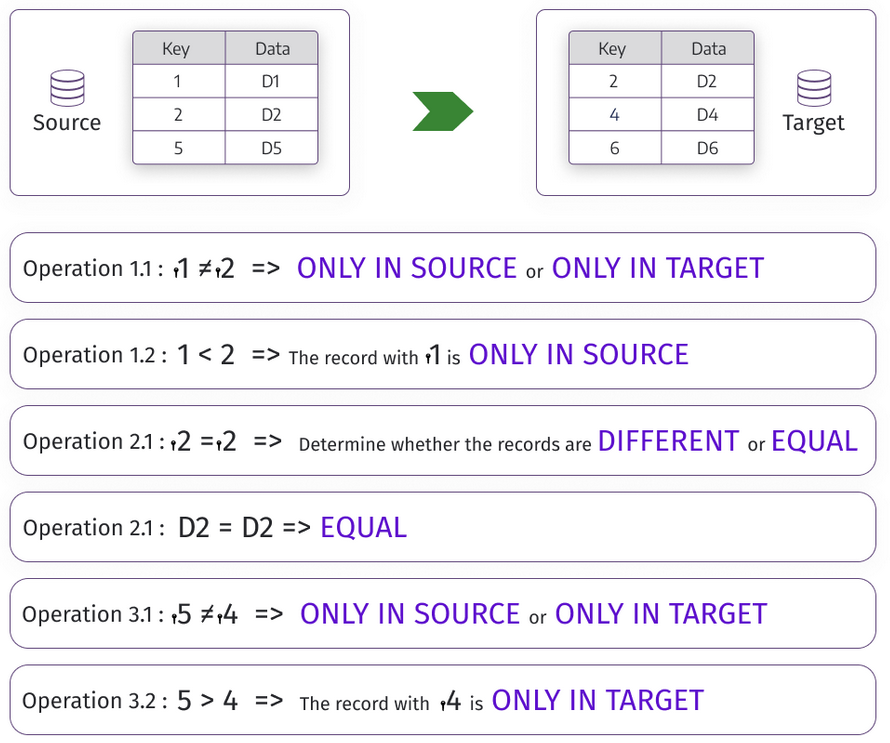 Source
Key Data
1 D1
2 D2
5 D5
Key Data
2 D2
4 D4
6 D6
Target
Operation 1.1 : 1 ≠ 2 => ONLY IN SOURCE or ONLY IN TARGET
Operation 1.2 : 1 < 2 => The record with 1 is ONLY IN SOURCE
Operation 2.1 : 2 = 2 => Determine whether the records are DIFFERENT or EQUAL
Operation 2.1 : D2 = D2 => EQUAL
Operation 3.1 : 5 ≠ 4 => ONLY IN SOURCE or ONLY IN TARGET
Operation 3.2 : 5 > 4 => The record with 4 is ONLY IN TARGET